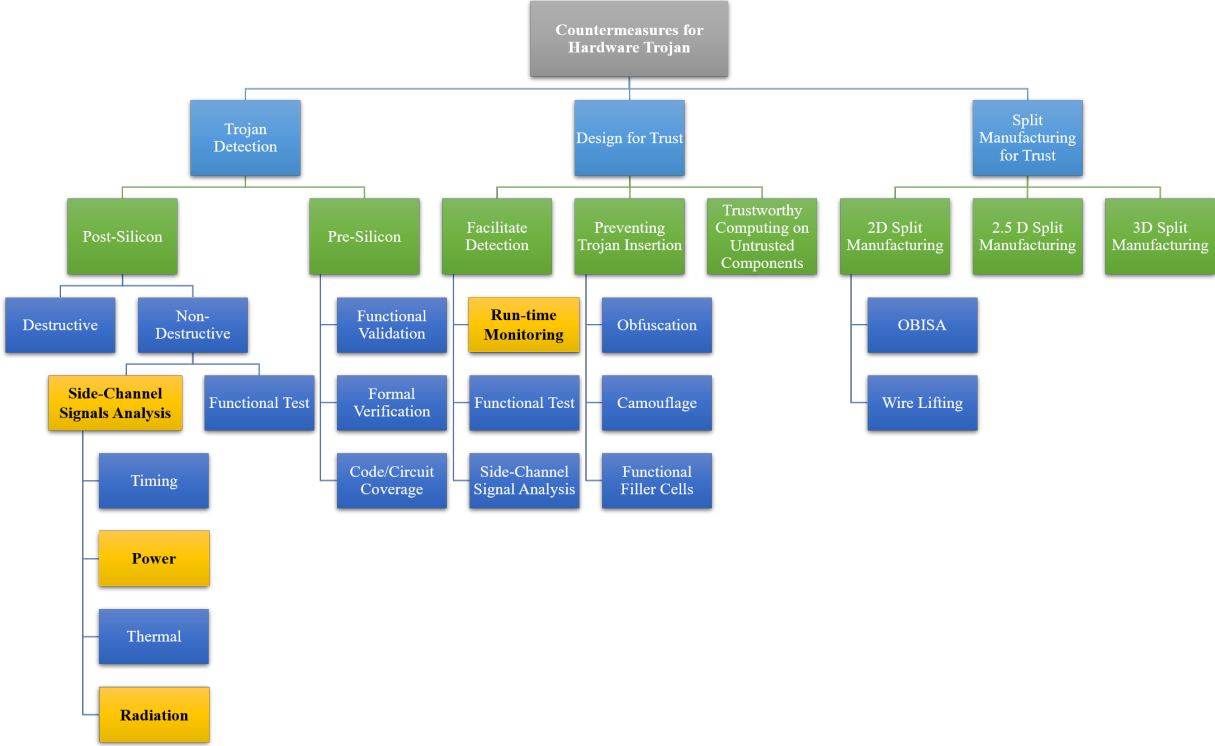 Countermeasures for
Hardware Trojan
Trojan
Detection
Design for Trust
Split
Manufacturing
for Trust
Post-Silicon
Pre-Silicon
Facilitate
Detection
Preventing
Trojan Insertion
Trustworthy
Computing on
Untrusted
Components
2D Split
Manufacturing
2.5 D Split
Manufacturing
3D Split
Manufacturing
Destructive
Non-
Destructive
Functional
Validation
Run-time
Monitoring
Obfuscation
OBISA
Side-Channel
Signals Analysis
Functional Test
Formal
Verification
Functional Test
Camouflage
Wire Lifting
Timing
Code/Circuit
Coverage
Side-Channel
Signal Analysis
Functional
Filler Cells
Power
Thermal
Radiation